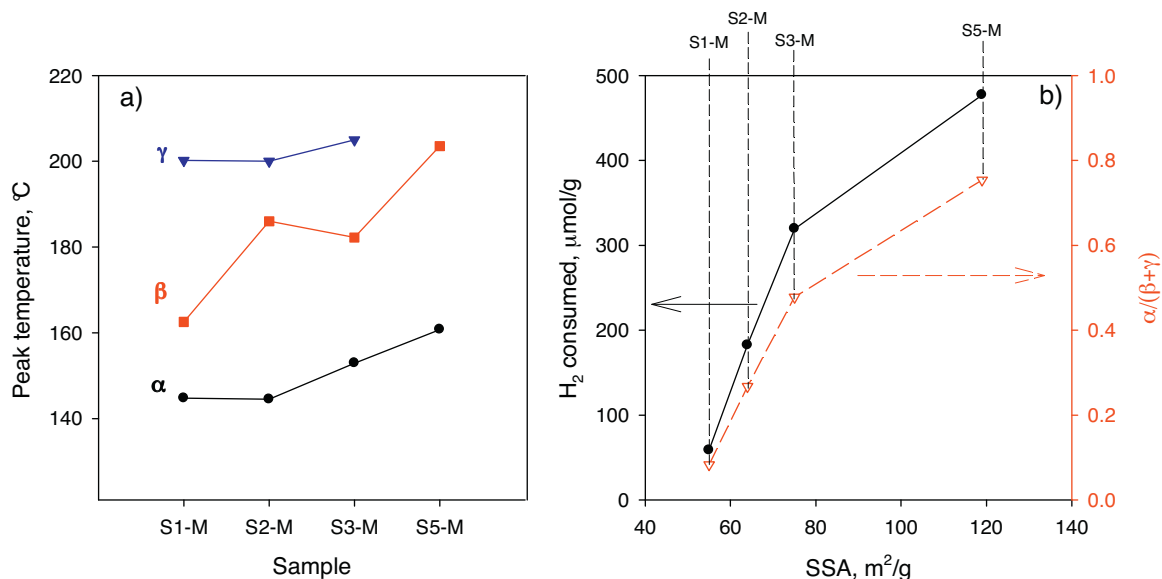 a)
220
200
180
160
140
Peak temperature, °C
γ
β
α
S1-M S2-M S3-M S5-M
Sample
S1-M
S2-M
S3-M
S5-M
b)
500
400
300
200
100
0
H₂ consumed, μmol/g
1.0
0.8
0.6
0.4
0.2
0.0
α/(β+γ)
40 60 80 100 120 140
SSA, m²/g